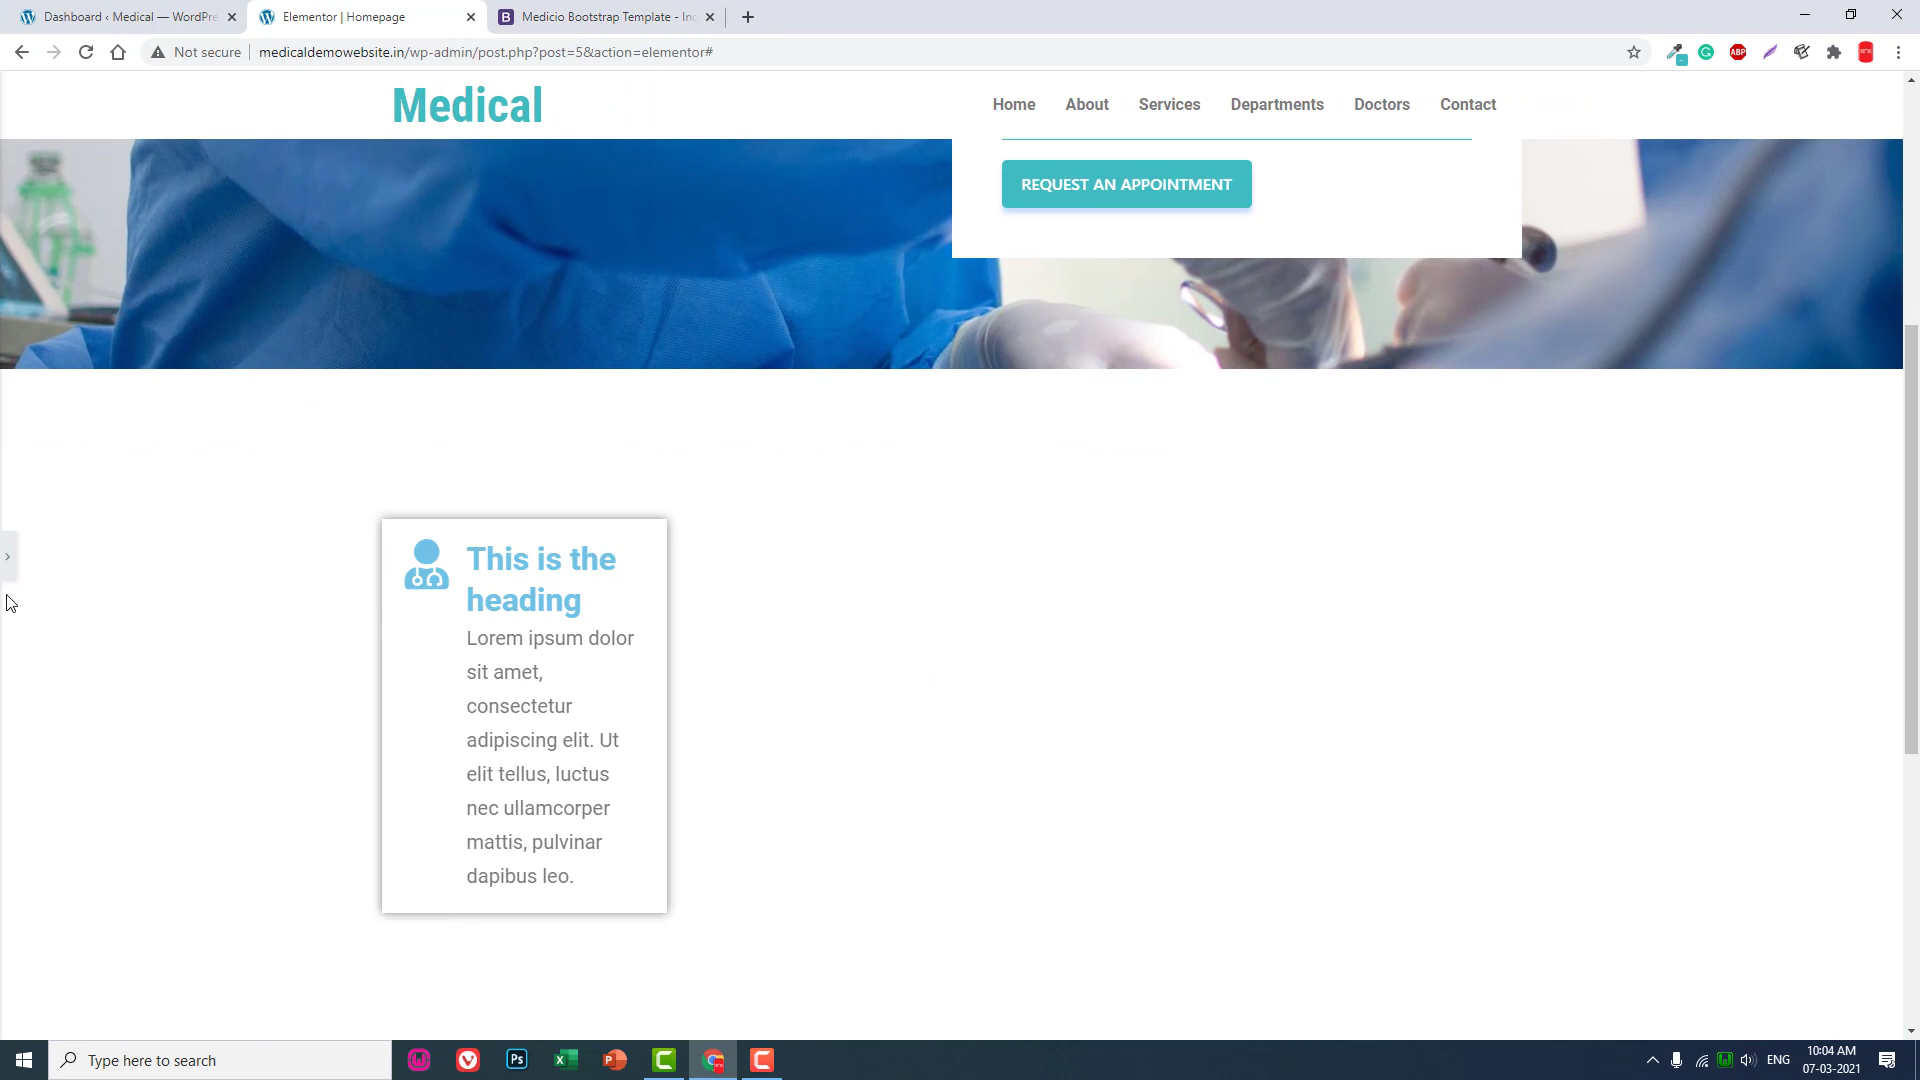 Dashboard ‹ Medical — WordPre
Elementor | Homepage
Medicio Bootstrap Template - In
Not secure
medicaldemowebsite.in/wp-admin/post.php?post=5&action=elementor#
ABP
Medical
Home
About
Services
Departments
Doctors
Contact
REQUEST AN APPOINTMENT
This is the
heading
Lorem ipsum dolor
sit amet,
consectetur
adipiscing elit. Ut
elit tellus, luctus
nec ullamcorper
mattis, pulvinar
dapibus leo.
Type here to search
Ps
ENG
10:04 AM
07-03-2021